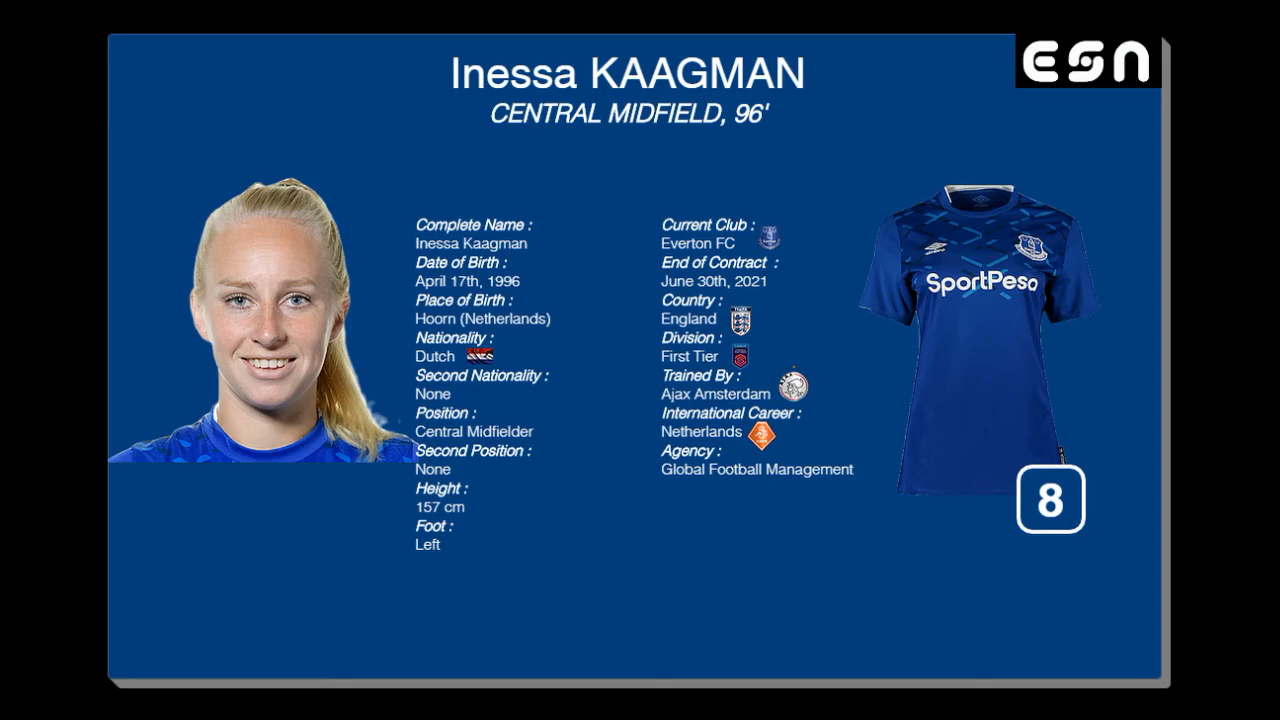 ESN
Inessa KAAGMAN
CENTRAL MIDFIELD, 96'
Complete Name :
Inessa Kaagman
Date of Birth :
April 17th, 1996
Place of Birth :
Hoorn (Netherlands)
Nationality :
Dutch
Second Nationality :
None
Position :
Central Midfielder
Second Position :
None
Height :
157 cm
Foot :
Left
Current Club :
Everton FC
End of Contract :
June 30th, 2021
Country :
England
Division :
First Tier
Trained By :
Ajax Amsterdam
International Career :
Netherlands
Agency :
Global Football Management
SportPesa
8